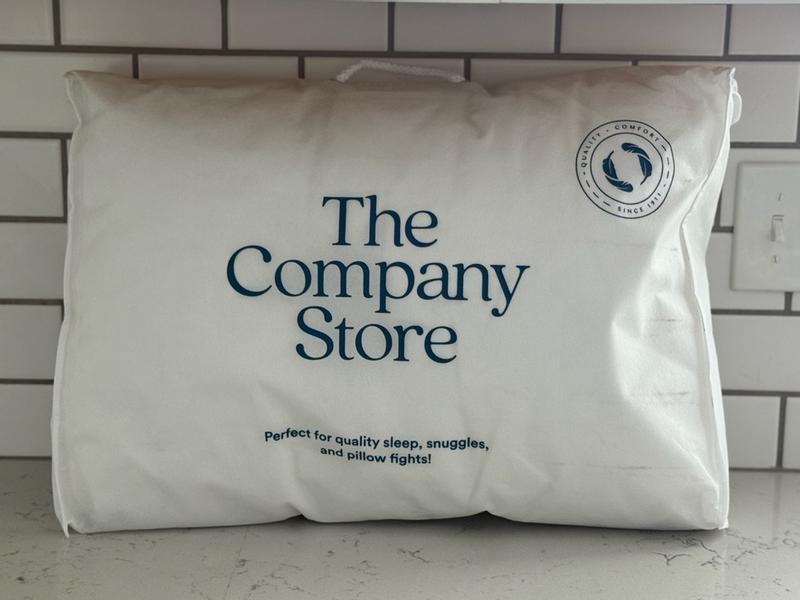 QUALITY • COMFORT
SINCE 1911
The
Company
Store
Perfect for quality sleep, snuggles,
and pillow fights!